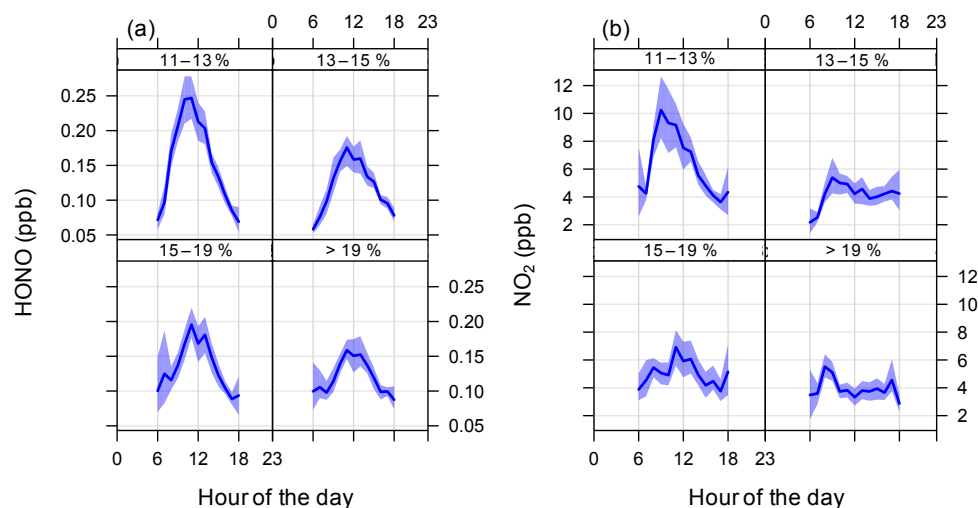 0 6 12 18 23 0 6 12 18 23
(a) (b)
11−13 % 13−15 % 11−13% 13−15 %
0.25
0.20
0.15
0.10
0.05
12
10
8
6
4
2
15−19 % > 19 % 15−19 % > 19 %
0.25
0.20
0.15
0.10
0.05
12
10
8
6
4
2
HONO (ppb)
NO₂ (ppb)
0 6 12 18 23 0 6 12 18 23
Hour of the day Hour of the day